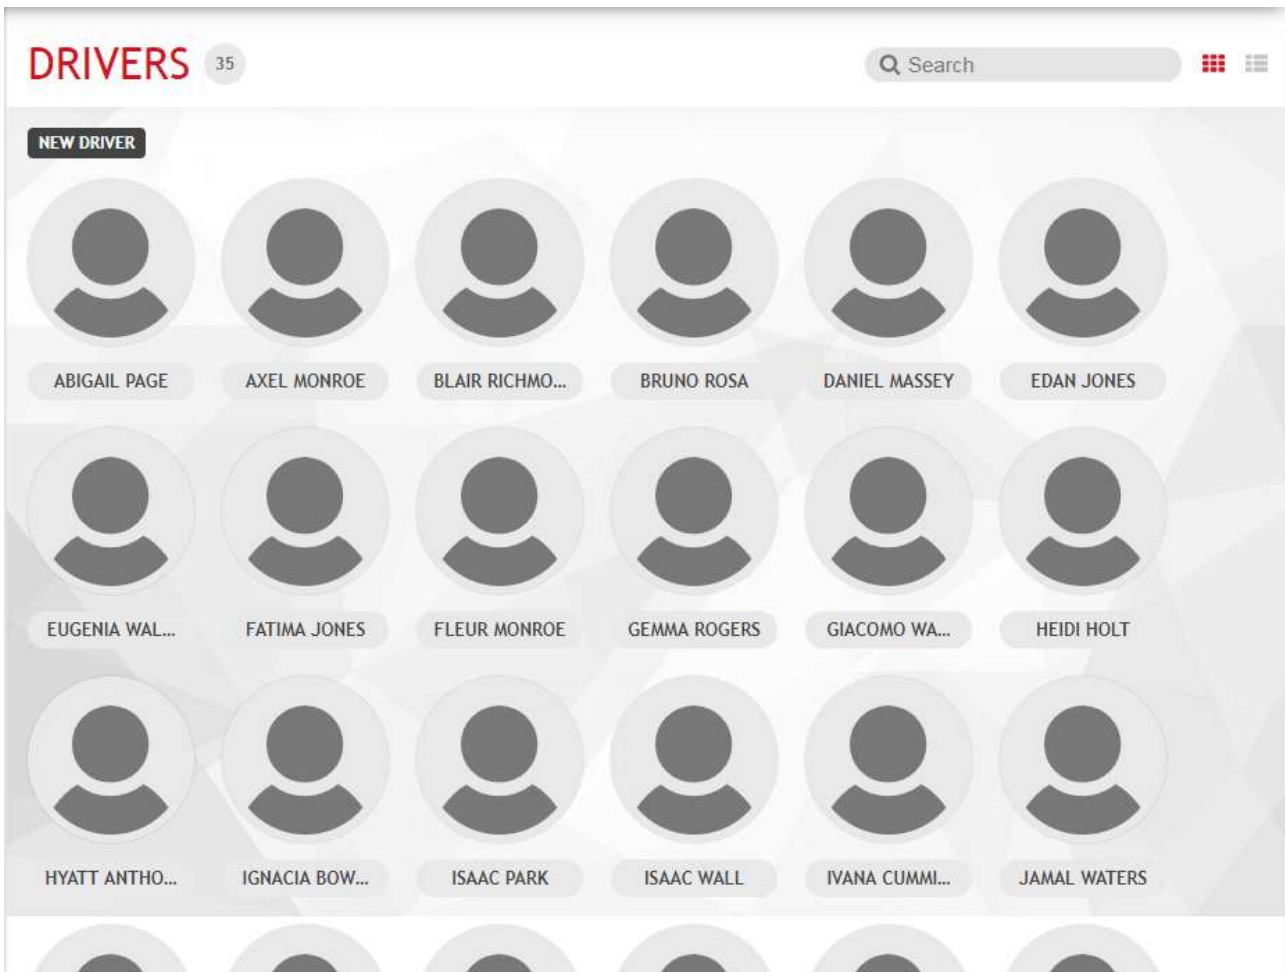 DRIVERS 35 Search
NEW DRIVER
ABIGAIL PAGE AXEL MONROE BLAIR RICHMO... BRUNO ROSA DANIEL MASSEY EDAN JONES
EUGENIA WAL... FATIMA JONES FLEUR MONROE GEMMA ROGERS GIACOMO WA... HEIDI HOLT
HYATT ANTHO... IGNACIA BOW... ISAAC PARK ISAAC WALL IVANA CUMMI... JAMAL WATERS